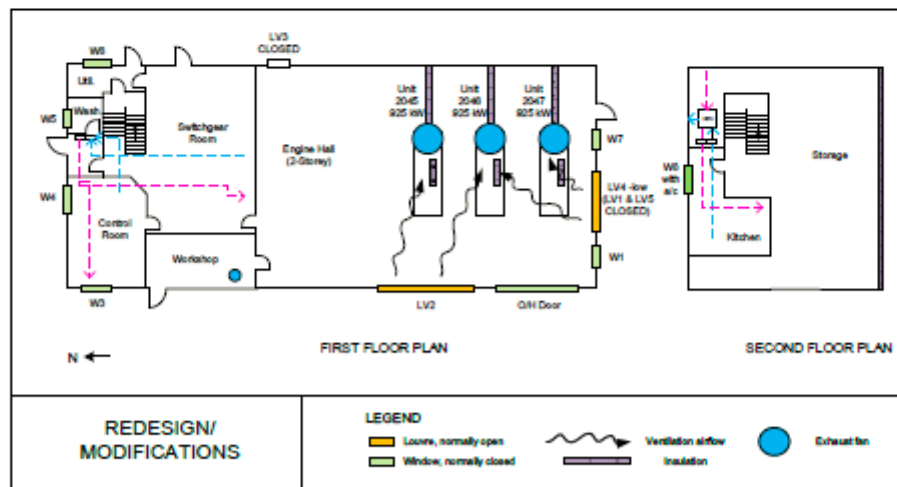 LV3
CLOSED
W6
Util.
W5
Wash.
Switchgear
Room
W4
Control
Room
W3
Workshop
Engine Hall
(2-Storey)
Unit
2045
925 kW
Unit
2046
925 kW
Unit
2047
925 kW
W7
LV4 -low
(LV1 & LV5
CLOSED)
W1
LV2
O/H Door
N
FIRST FLOOR PLAN
W8
with
a/c
Storage
Kitchen
SECOND FLOOR PLAN
REDESIGN/
MODIFICATIONS
LEGEND
Louvre, normally open
Window, normally closed
Ventilation airflow
Insulation
Exhaust fan